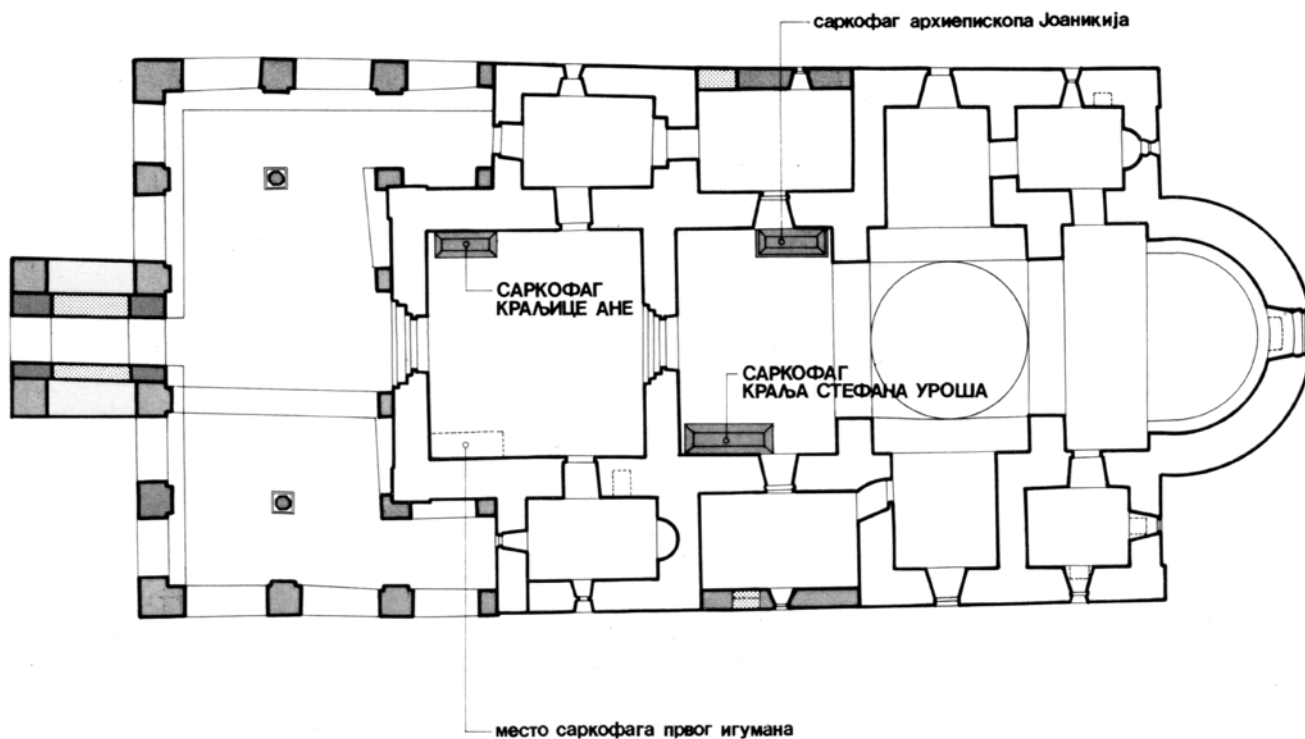 саркофаг архиепископа Јоаникија
САРКОФАГ
КРАЉИЦЕ АНЕ
САРКОФАГ
КРАЉА СТЕФАНА УРОША
место саркофага првог игумана